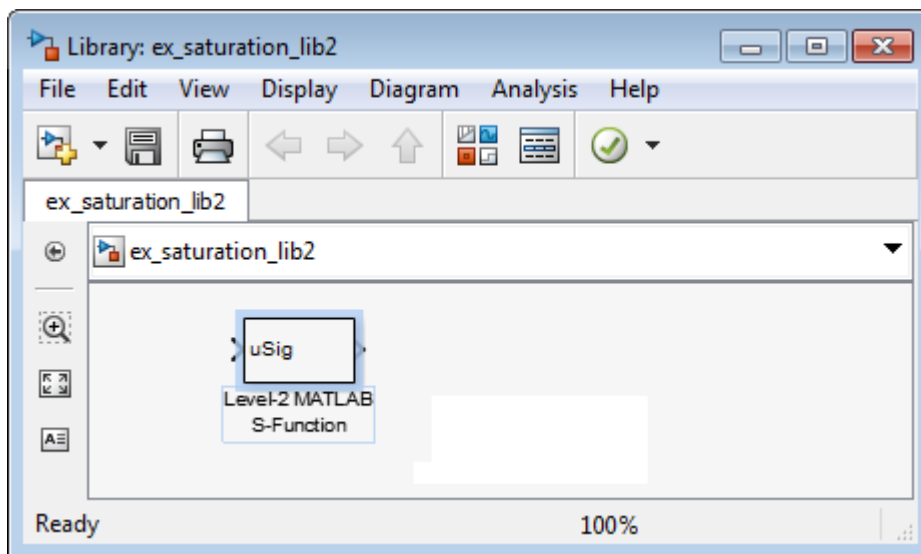 Library: ex_saturation_lib2
File Edit View Display Diagram Analysis Help
ex_saturation_lib2
ex_saturation_lib2
uSig
Level-2 MATLAB
S-Function
A
Ready 100%